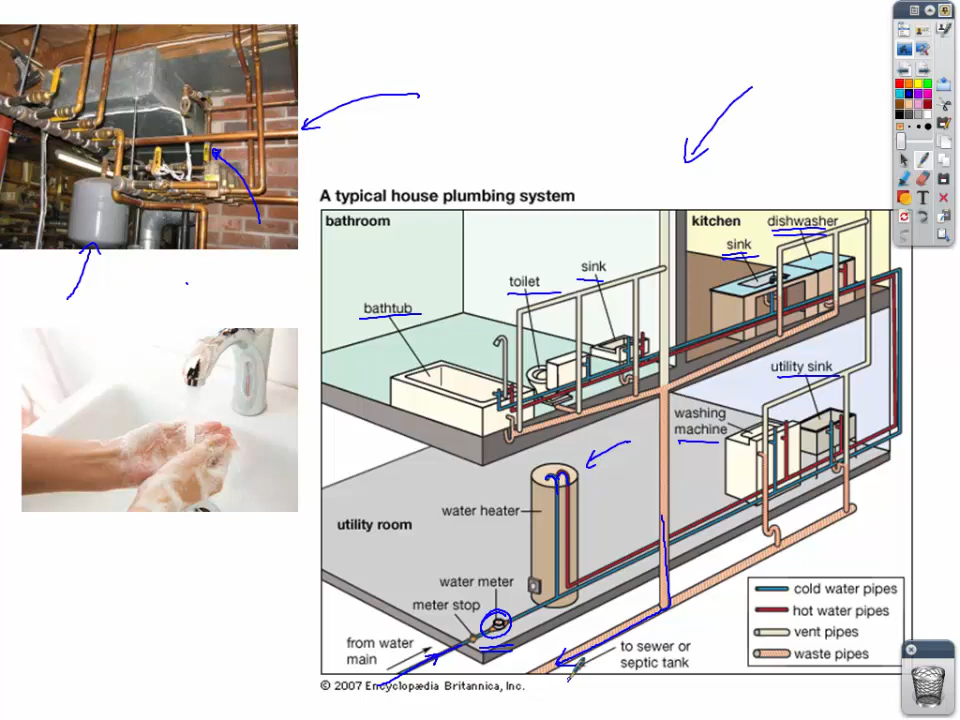 A typical house plumbing system
bathroom
kitchen
dishwasher
sink
sink
toilet
bathtub
utility sink
washing
machine
water heater
utility room
water meter
meter stop
from water
main
to sewer or
septic tank
cold water pipes
hot water pipes
vent pipes
waste pipes
© 2007 Encyclopædia Britannica, Inc.
T